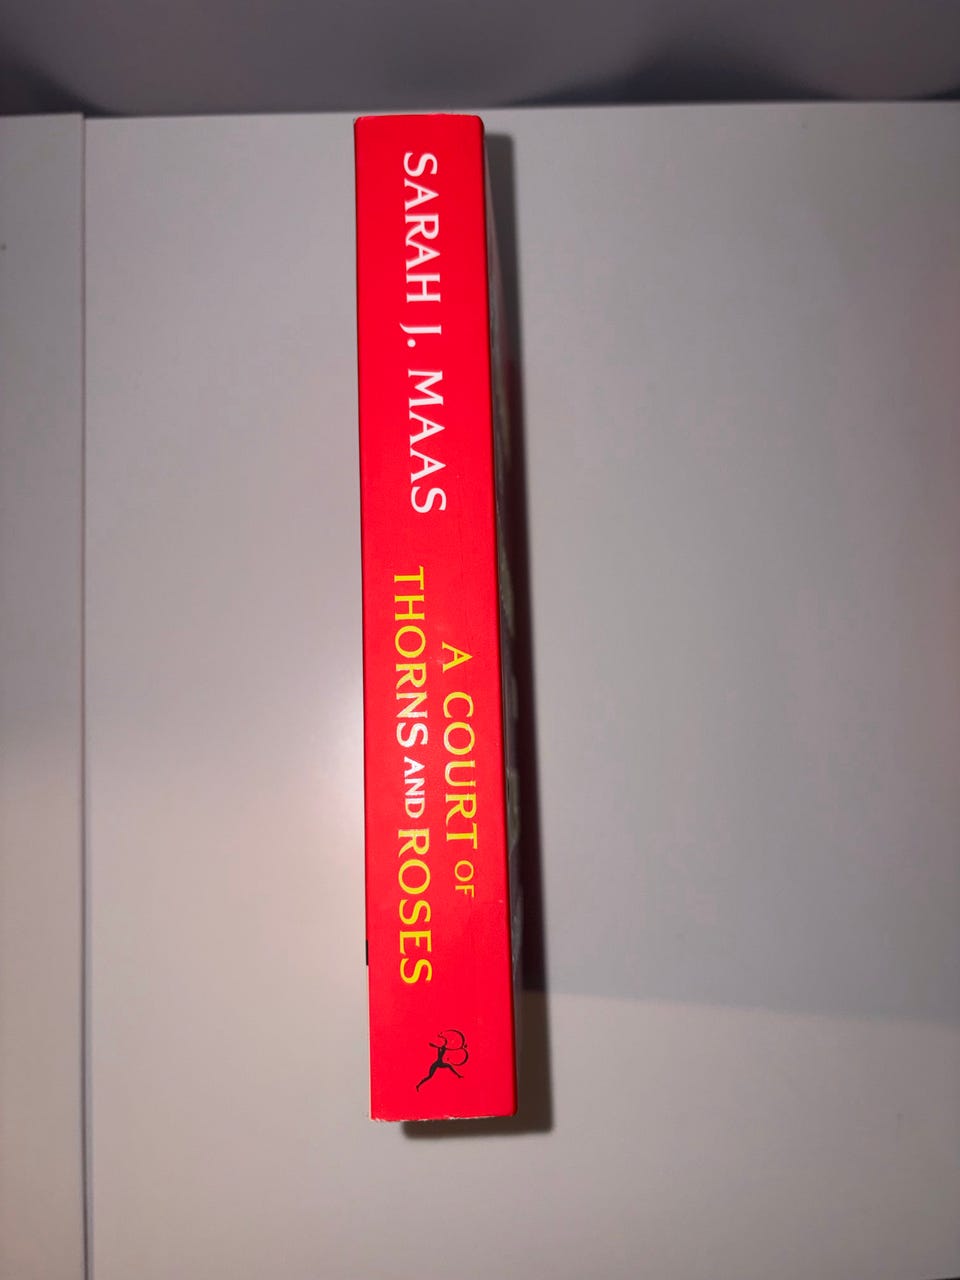 SARAH J. MAAS
A COURT OF
THORNS AND ROSES